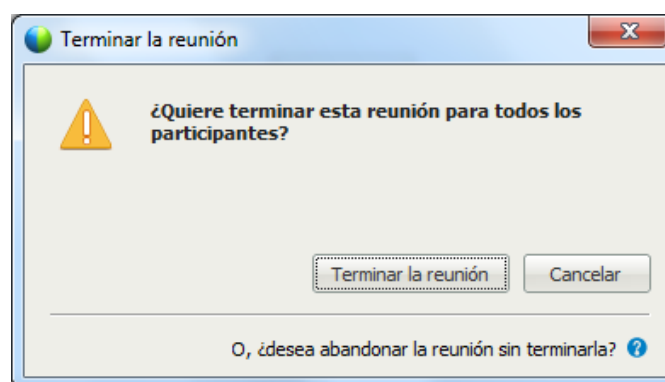 Terminar la reunión
¿Quiere terminar esta reunión para todos los
participantes?
Terminar la reunión
Cancelar
O, ¿desea abandonar la reunión sin terminarla?